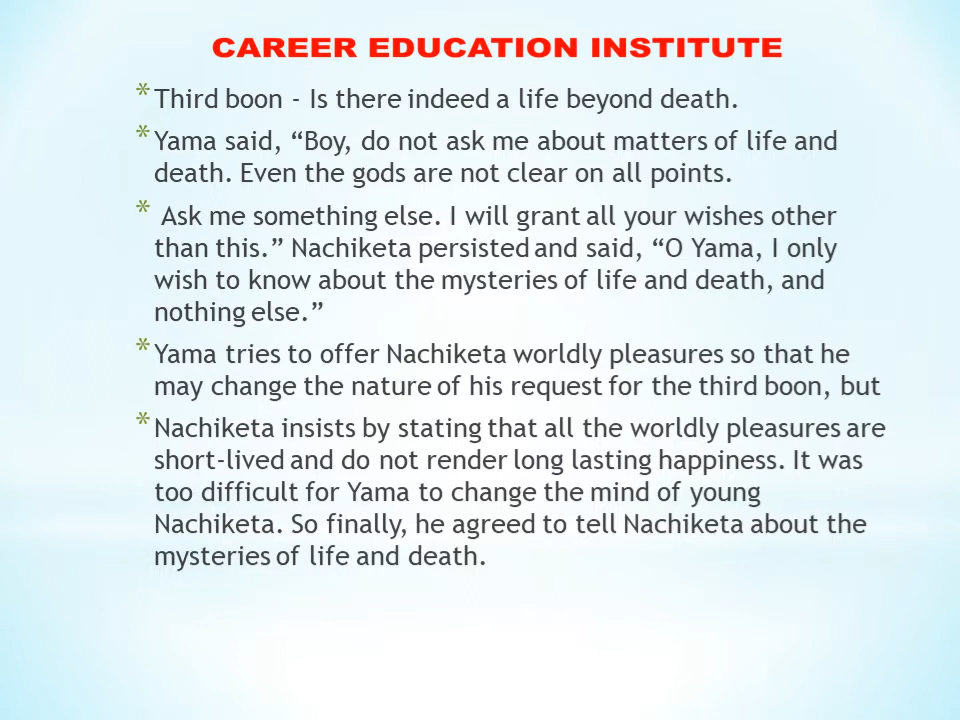 CAREER EDUCATION INSTITUTE
* Third boon - Is there indeed a life beyond death.
* Yama said, “Boy, do not ask me about matters of life and
death. Even the gods are not clear on all points.
* Ask me something else. I will grant all your wishes other
than this.” Nachiketa persisted and said, “O Yama, I only
wish to know about the mysteries of life and death, and
nothing else.”
* Yama tries to offer Nachiketa worldly pleasures so that he
may change the nature of his request for the third boon, but
* Nachiketa insists by stating that all the worldly pleasures are
short-lived and do not render long lasting happiness. It was
too difficult for Yama to change the mind of young
Nachiketa. So finally, he agreed to tell Nachiketa about the
mysteries of life and death.